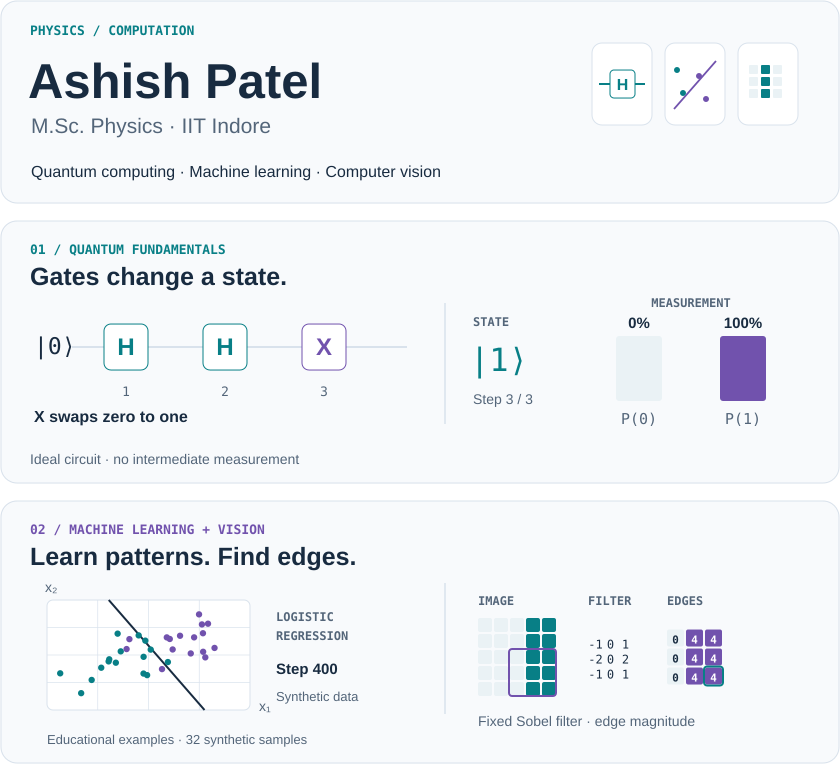 PHYSICS / COMPUTATION
Ashish Patel
M.Sc. Physics · IIT Indore
Quantum computing · Machine learning · Computer vision
H
01 / QUANTUM FUNDAMENTALS
Gates change a state.
|0⟩ H H X
1 2 3
X swaps zero to one
Ideal circuit · no intermediate measurement
STATE
|1⟩
Step 3 / 3
MEASUREMENT
0% 100%
P(0) P(1)
02 / MACHINE LEARNING + VISION
Learn patterns. Find edges.
x₂
x₁
LOGISTIC
REGRESSION
Step 400
Synthetic data
Educational examples · 32 synthetic samples
IMAGE FILTER EDGES
-1 0 1
-2 0 2
-1 0 1
0 4 4
0 4 4
0 4 4
Fixed Sobel filter · edge magnitude